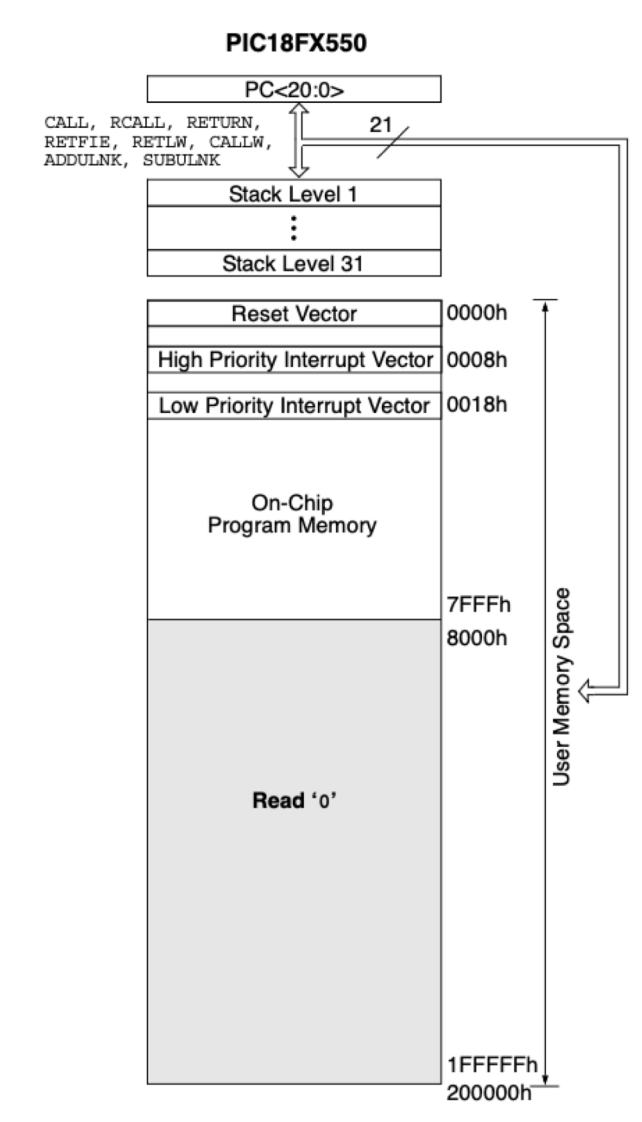 PIC18FX550
PC<20:0>
CALL, RCALL, RETURN,
RETFIE, RETLW, CALLW,
ADDULNK, SUBULNK
21
Stack Level 1
⋮
Stack Level 31
Reset Vector
0000h
High Priority Interrupt Vector
0008h
Low Priority Interrupt Vector
0018h
On-Chip
Program Memory
7FFFh
8000h
User Memory Space
Read ‘0’
1FFFFFh
200000h